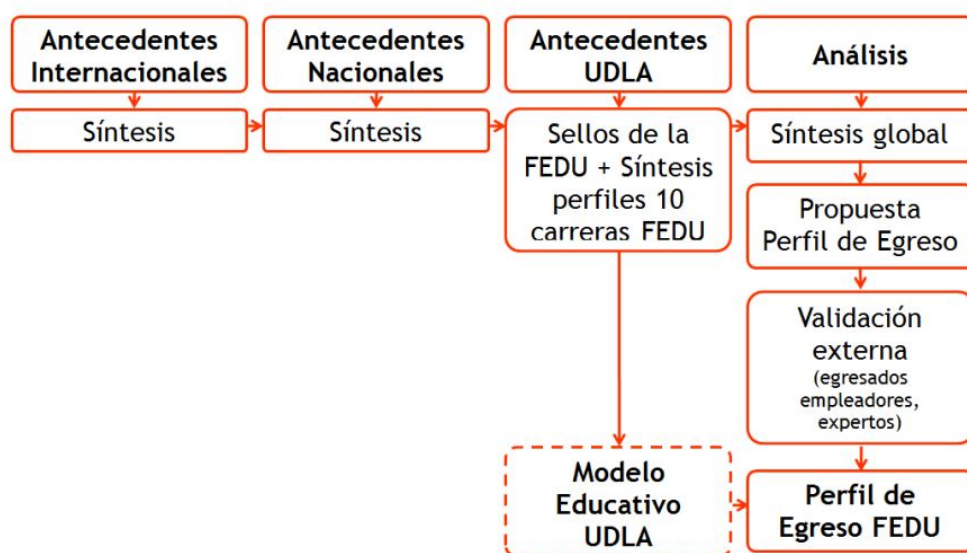 Antecedentes
Internacionales
Antecedentes
Nacionales
Antecedentes
UDLA
Análisis
Síntesis
Síntesis
Sellos de la
FEDU + Síntesis
perfiles 10
carreras FEDU
Síntesis global
Propuesta
Perfil de Egreso
Validación
externa
(egresados
empleadores,
expertos)
Modelo
Educativo
UDLA
Perfil de
Egreso FEDU